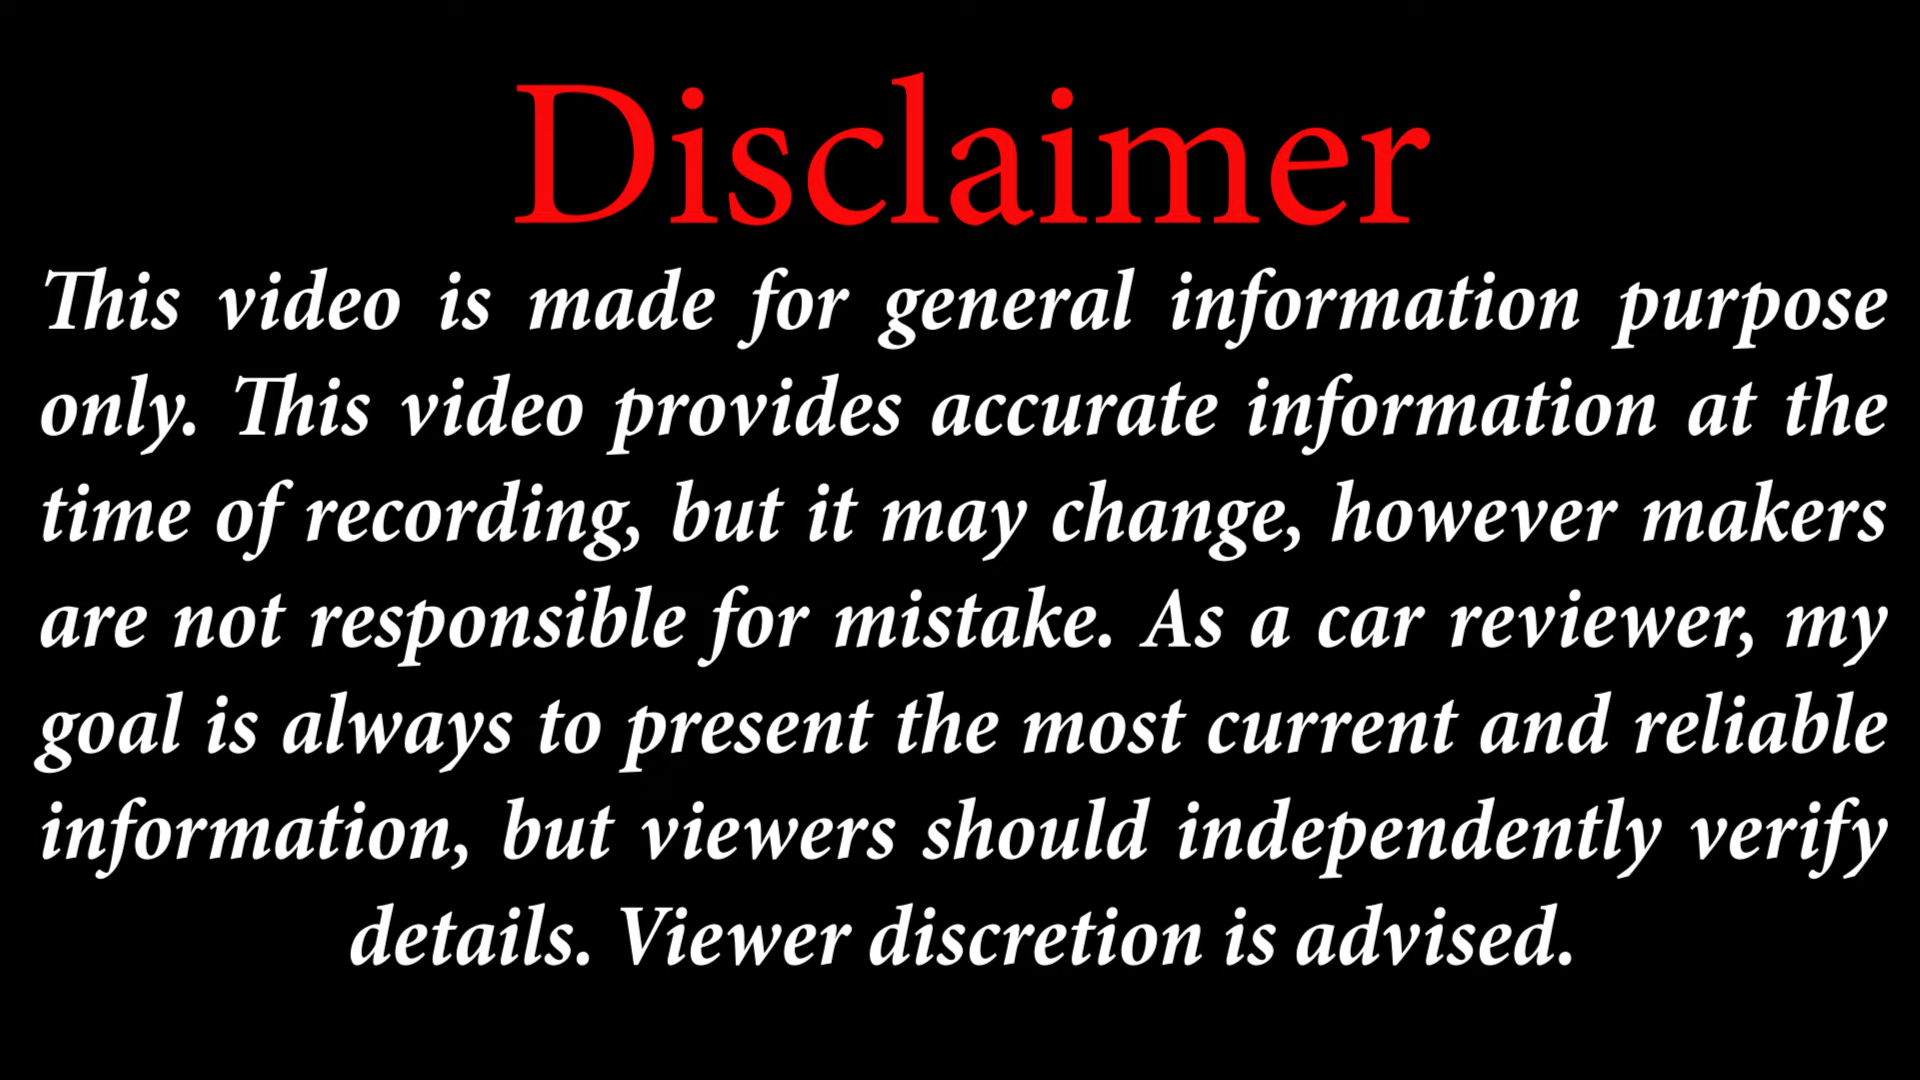 Disclaimer
This video is made for general information purpose
only. This video provides accurate information at the
time of recording, but it may change, however makers
are not responsible for mistake. As a car reviewer, my
goal is always to present the most current and reliable
information, but viewers should independently verify
details. Viewer discretion is advised.